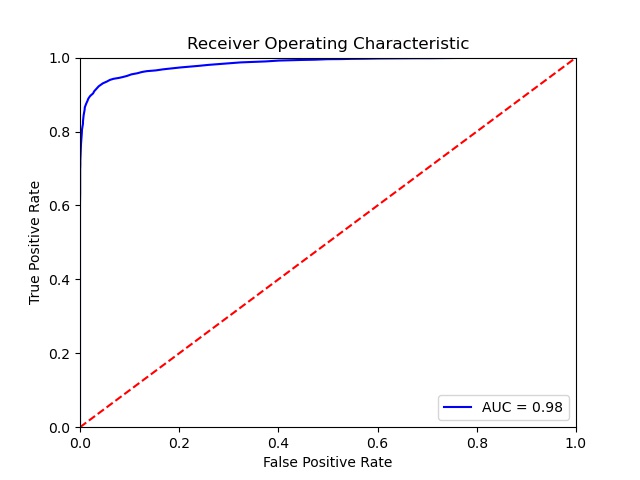 Receiver Operating Characteristic
1.0
0.8
0.6
0.4
0.2
0.0
True Positive Rate
AUC = 0.98
0.0 0.2 0.4 0.6 0.8 1.0
False Positive Rate